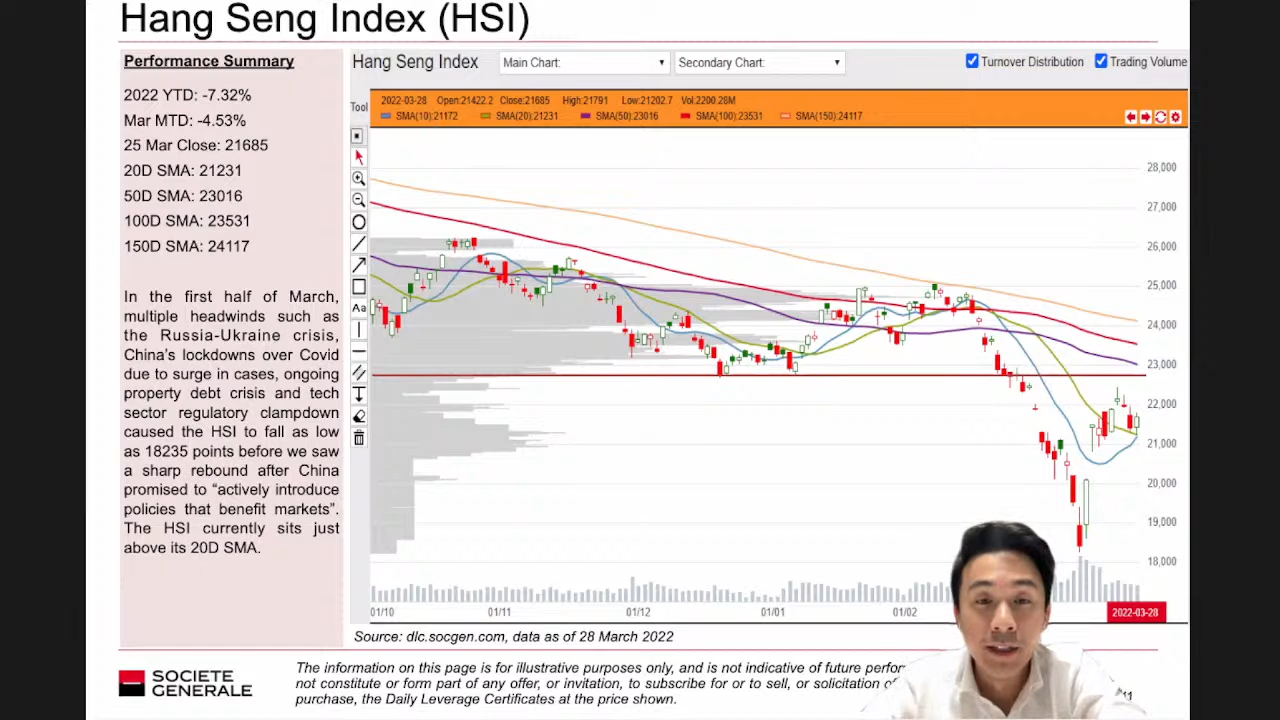 Hang Seng Index (HSI)
Performance Summary
2022 YTD: -7.32%
Mar MTD: -4.53%
25 Mar Close: 21685
20D SMA: 21231
50D SMA: 23016
100D SMA: 23531
150D SMA: 24117
In the first half of March,
multiple headwinds such as
the Russia-Ukraine crisis,
China's lockdowns over Covid
due to surge in cases, ongoing
property debt crisis and tech
sector regulatory clampdown
caused the HSI to fall as low
as 18235 points before we saw
a sharp rebound after China
promised to “actively introduce
policies that benefit markets”.
The HSI currently sits just
above its 20D SMA.
Hang Seng Index
Main Chart:
Secondary Chart:
Turnover Distribution
Trading Volume
Tool
2022-03-28 Open:21422.2 Close:21685 High:21791 Low:21202.7 Vol:2200.28M
SMA(10):21172 SMA(20):21231 SMA(50):23016 SMA(100):23531 SMA(150):24117
Aa
28,000
27,000
26,000
25,000
24,000
23,000
22,000
21,000
20,000
19,000
18,000
01/10 01/11 01/12 01/01 01/02 2022-03-28
Source: dlc.socgen.com, data as of 28 March 2022
SOCIETE
GENERALE
The information on this page is for illustrative purposes only, and is not indicative of future perfor
not constitute or form part of any offer, or invitation, to subscribe for or to sell, or solicitation of
purchase, the Daily Leverage Certificates at the price shown.
11